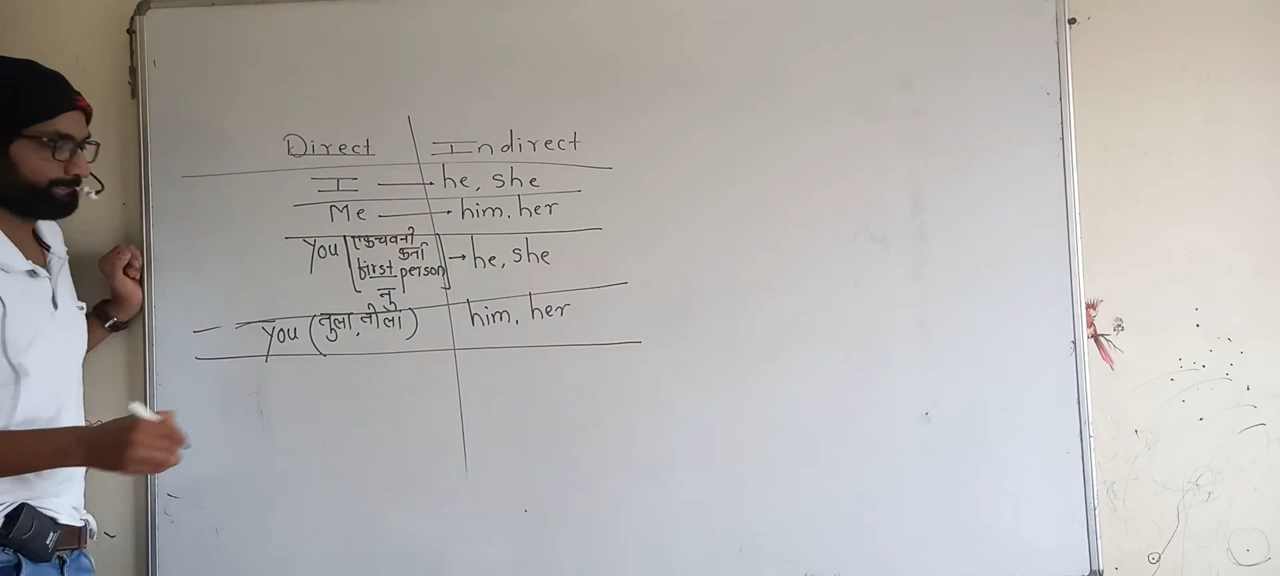 Direct Indirect
I → he, she
Me → him, her
You [एकवचनी कर्ता first person तु] → he, she
You (तुला, तीला) him, her